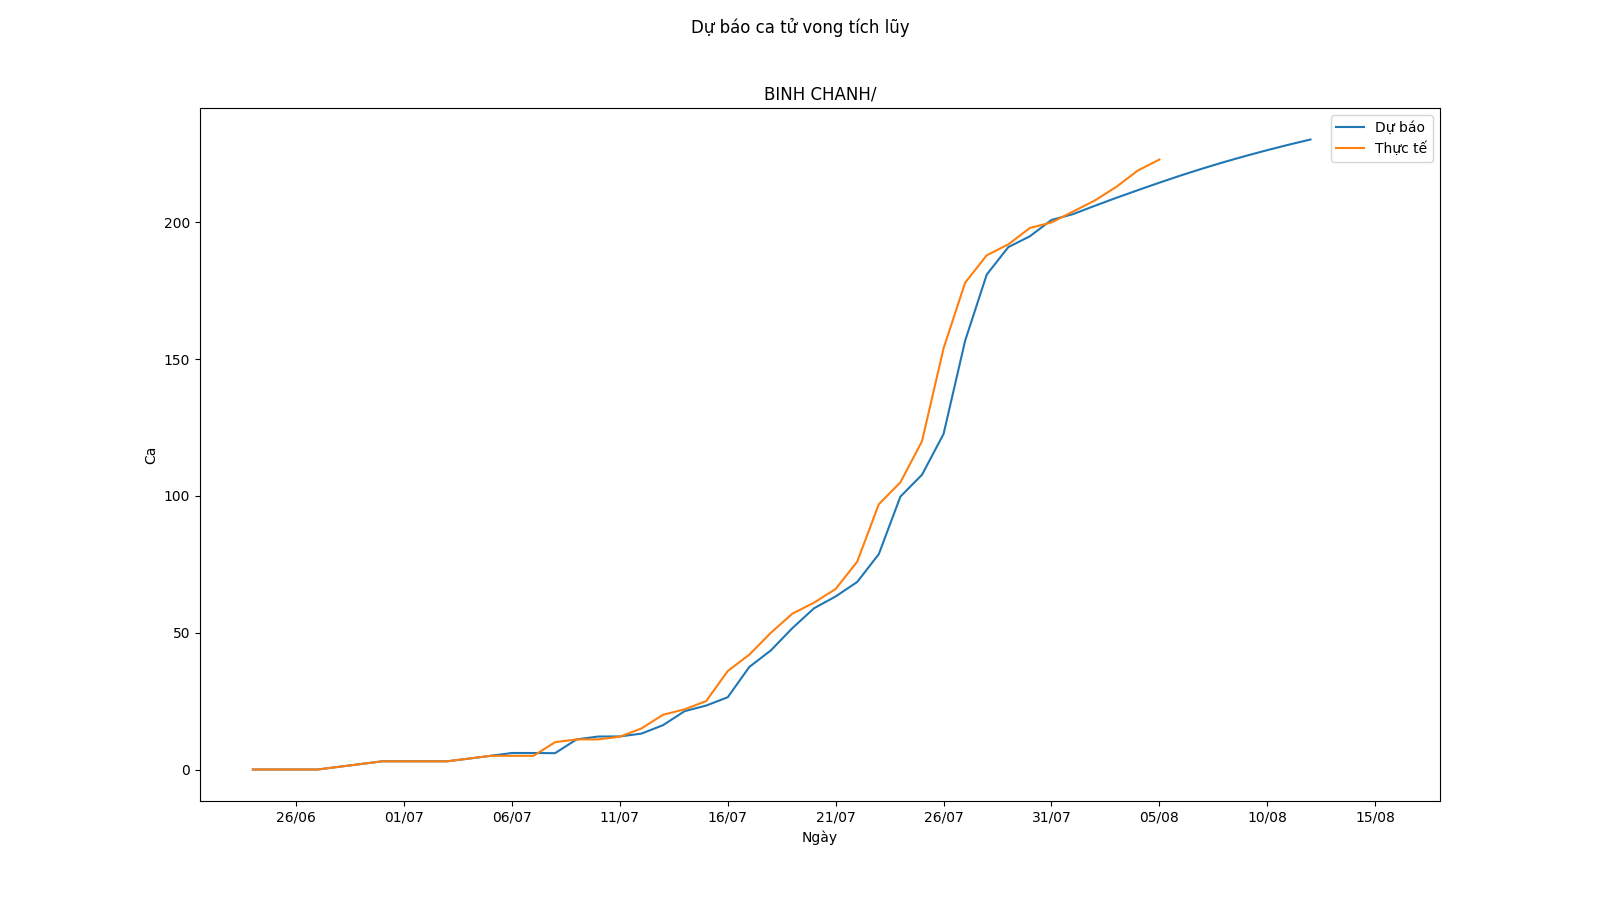 Dự báo ca tử vong tích lũy
BINH CHANH/
Dự báo
Thực tế
200
150
100
50
0
Ca
26/06 01/07 06/07 11/07 16/07 21/07 26/07 31/07 05/08 10/08 15/08
Ngày